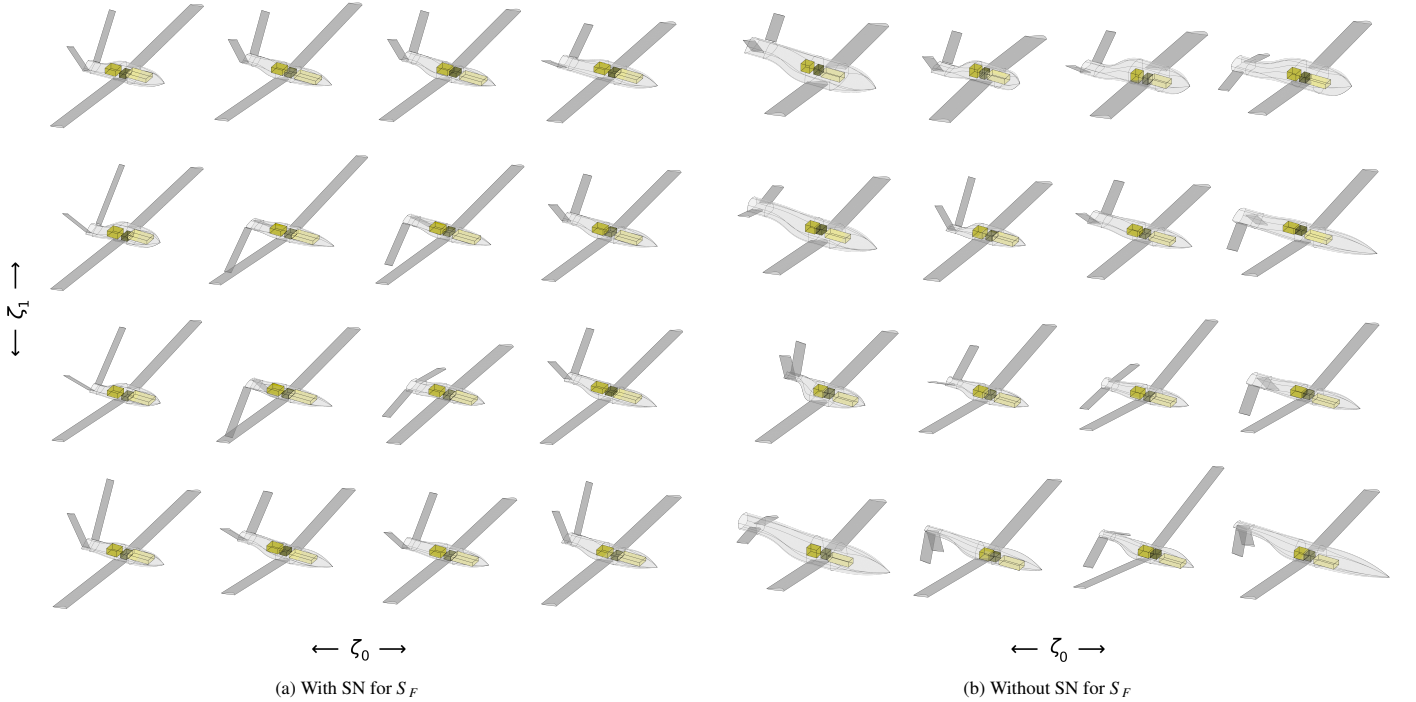 ← ζ₁ →
← ζ₀ →
← ζ₀ →
(a) With SN for S_F
(b) Without SN for S_F